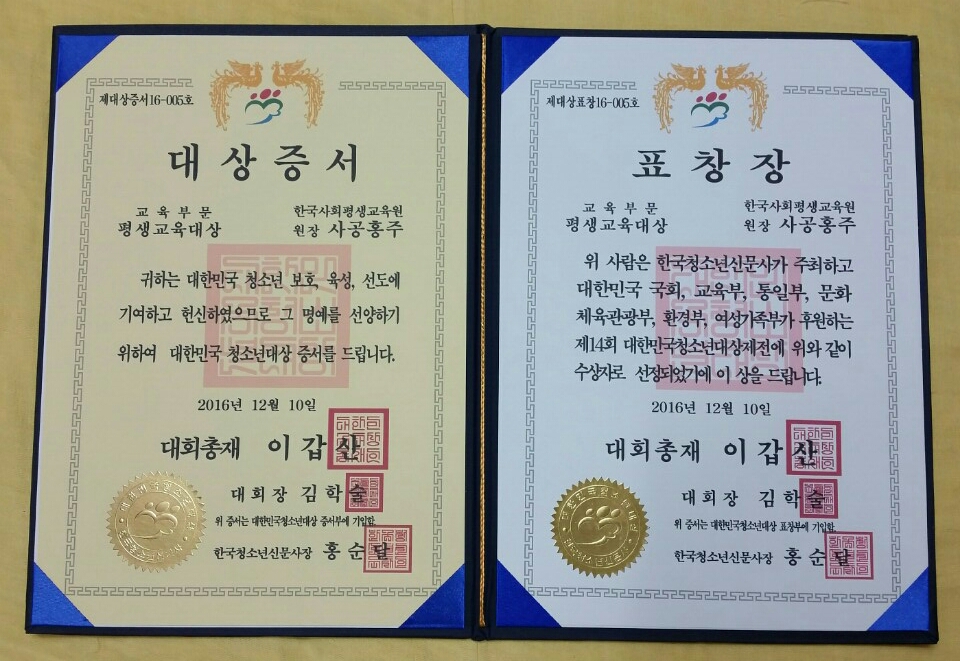 제대상증서16-005호
대상증서
교육부문
평생교육대상
한국사회평생교육원
원장 사공홍주
귀하는 대한민국 청소년 보호, 육성, 선도에
기여하고 헌신하였으므로 그 명예를 선양하기
위하여 대한민국 청소년대상 증서를 드립니다.
2016년 12월 10일
대회총재 이갑산
대회장 김학술
위 증서는 대한민국청소년대상 증서부에 기입함.
한국청소년신문사장 홍순달
제대상표창16-005호
표창장
교육부문
평생교육대상
한국사회평생교육원
원장 사공홍주
위 사람은 한국청소년신문사가 주최하고
대한민국 국회, 교육부, 통일부, 문화
체육관광부, 환경부, 여성가족부가 후원하는
제14회 대한민국청소년대상제전에 위와 같이
수상자로 선정되었기에 이 상을 드립니다.
2016년 12월 10일
대회총재 이갑산
대회장 김학술
위 증서는 대한민국청소년대상 표창부에 기입함.
한국청소년신문사장 홍순달